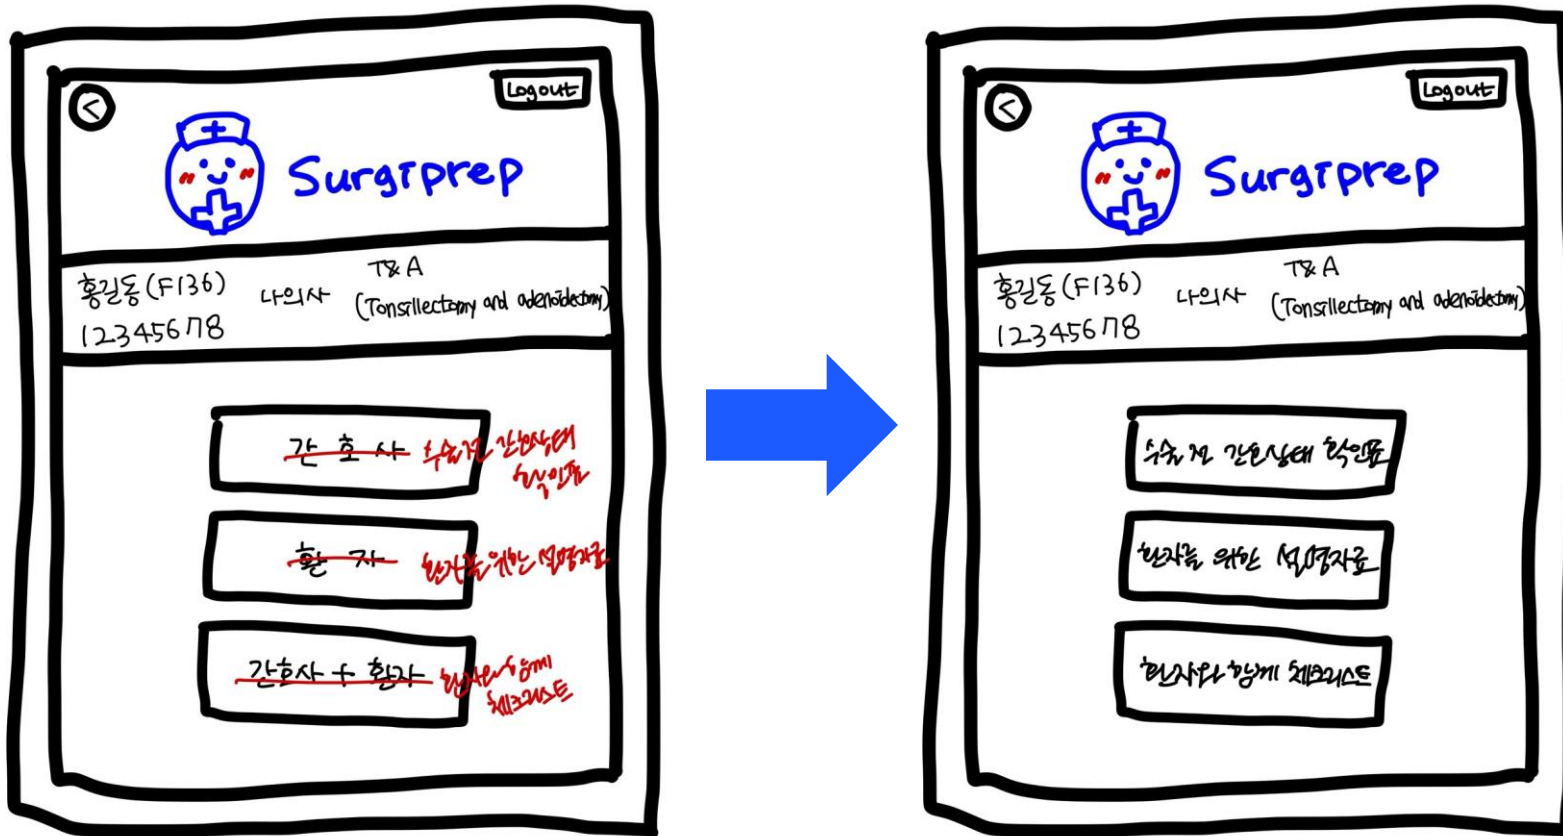 Logout
Surgiprep
홍길동 (F136)
12345678
나의사
T&A
(Tonsillectomy and adenoidectomy)
간호사
수술 전 간호상태
확인표
환자
환자를 위한 설명자료
간호사 + 환자
환자와 함께
체크리스트
Logout
Surgiprep
홍길동 (F136)
12345678
나의사
T&A
(Tonsillectomy and adenoidectomy)
수술 전 간호상태 확인표
환자를 위한 설명자료
환자와 함께 체크리스트